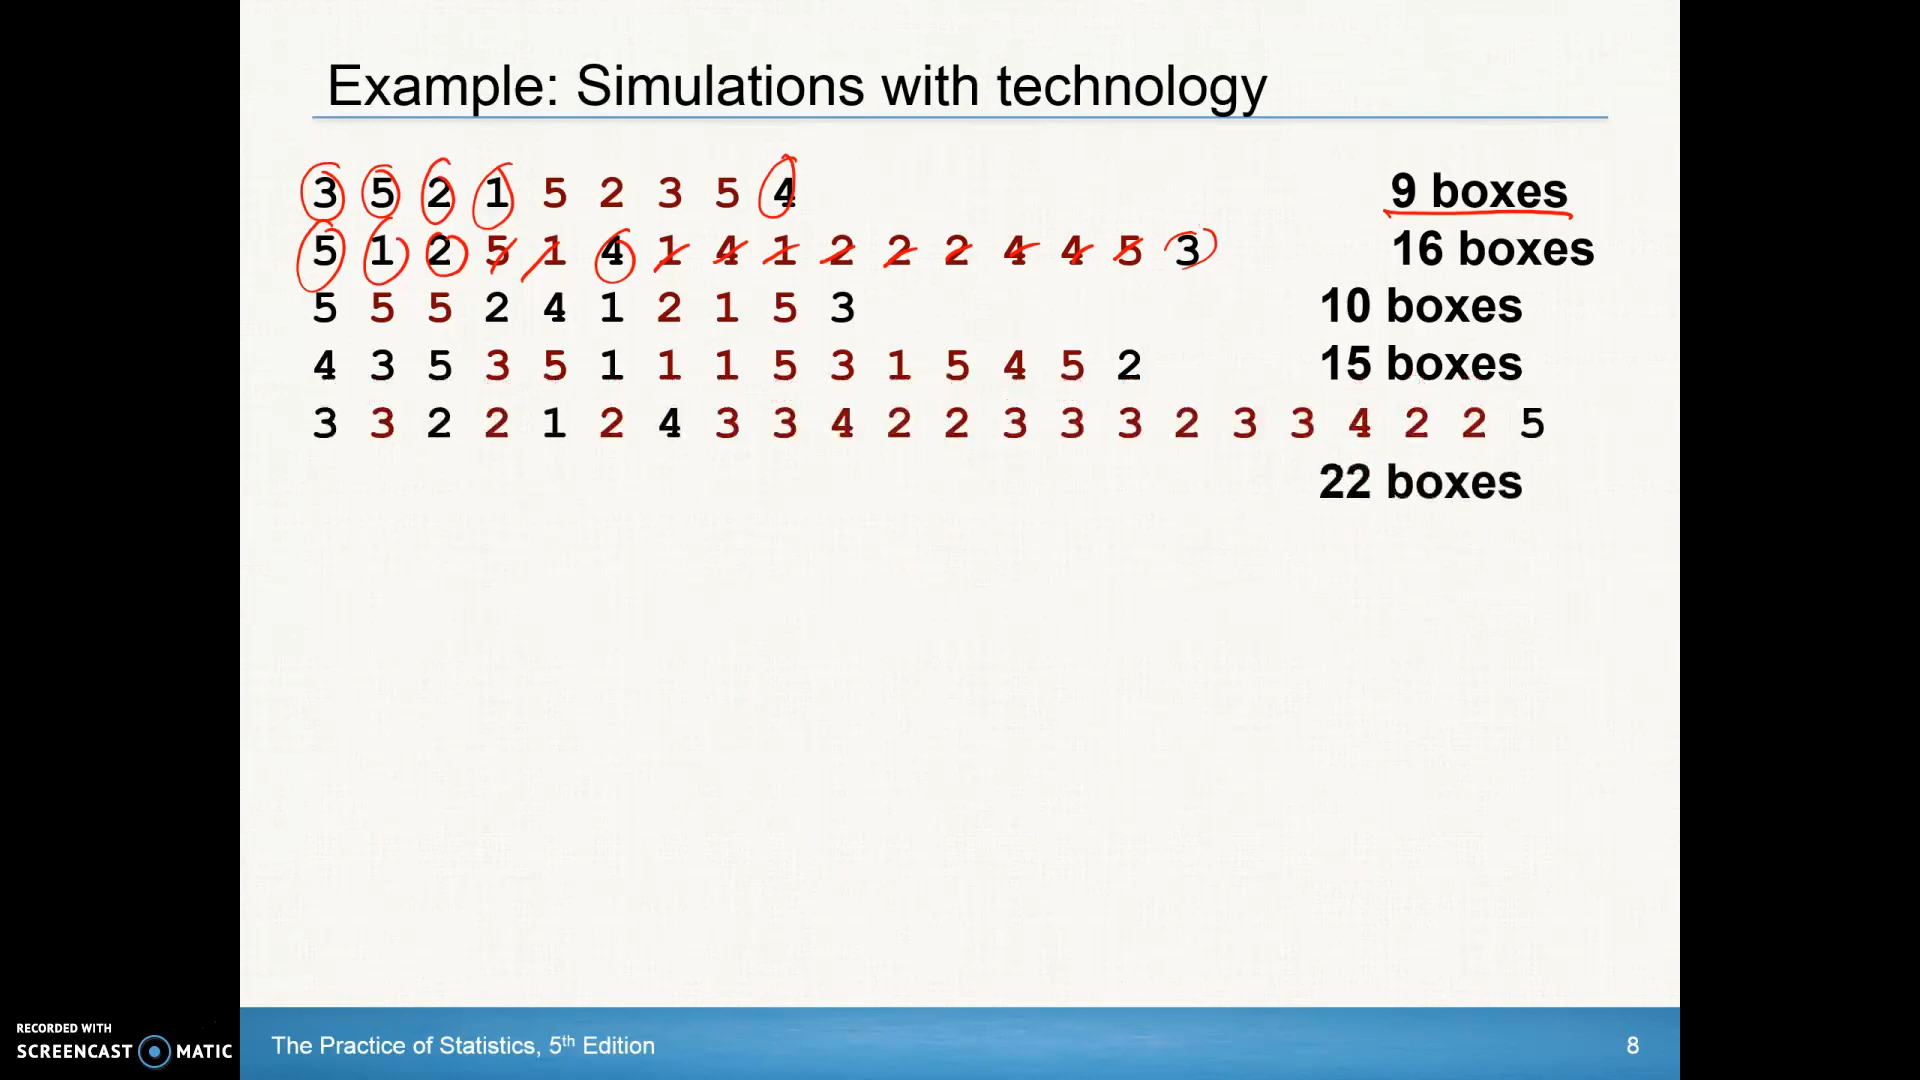 Example: Simulations with technology
3 5 2 1 5 2 3 5 4 9 boxes
5 1 2 5 1 4 1 4 1 2 2 2 4 4 5 3 16 boxes
5 5 5 2 4 1 2 1 5 3 10 boxes
4 3 5 3 5 1 1 1 5 3 1 5 4 5 2 15 boxes
3 3 2 2 1 2 4 3 3 4 2 2 3 3 3 2 3 3 4 2 2 5
22 boxes
RECORDED WITH
SCREENCAST MATIC
The Practice of Statistics, 5th Edition 8